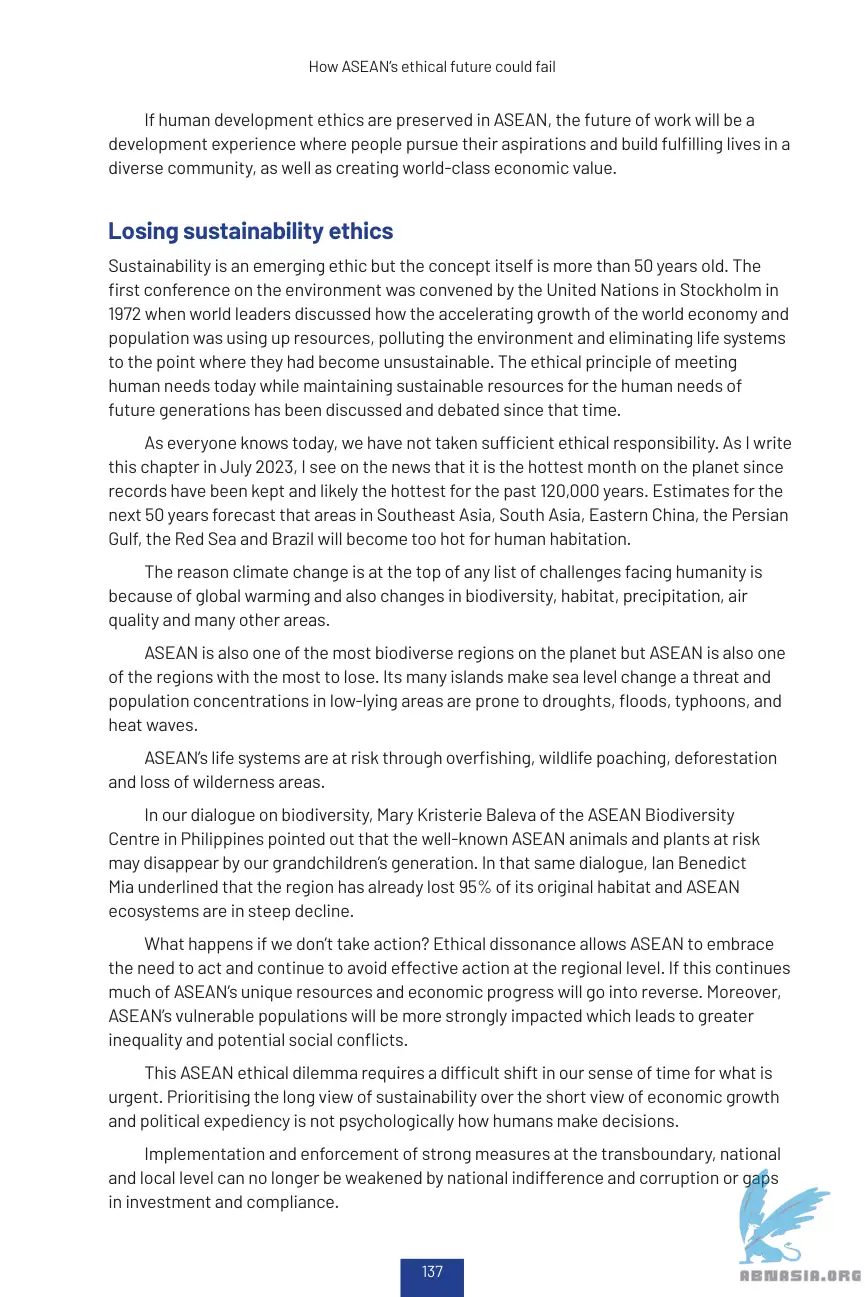 How ASEAN's ethical future could fail
If human development ethics are preserved in ASEAN, the future of work will be a
development experience where people pursue their aspirations and build fulfilling lives in a
diverse community, as well as creating world-class economic value.
Losing sustainability ethics
Sustainability is an emerging ethic but the concept itself is more than 50 years old. The
first conference on the environment was convened by the United Nations in Stockholm in
1972 when world leaders discussed how the accelerating growth of the world economy and
population was using up resources, polluting the environment and eliminating life systems
to the point where they had become unsustainable. The ethical principle of meeting
human needs today while maintaining sustainable resources for the human needs of
future generations has been discussed and debated since that time.
As everyone knows today, we have not taken sufficient ethical responsibility. As I write
this chapter in July 2023, I see on the news that it is the hottest month on the planet since
records have been kept and likely the hottest for the past 120,000 years. Estimates for the
next 50 years forecast that areas in Southeast Asia, South Asia, Eastern China, the Persian
Gulf, the Red Sea and Brazil will become too hot for human habitation.
The reason climate change is at the top of any list of challenges facing humanity is
because of global warming and also changes in biodiversity, habitat, precipitation, air
quality and many other areas.
ASEAN is also one of the most biodiverse regions on the planet but ASEAN is also one
of the regions with the most to lose. Its many islands make sea level change a threat and
population concentrations in low-lying areas are prone to droughts, floods, typhoons, and
heat waves.
ASEAN's life systems are at risk through overfishing, wildlife poaching, deforestation
and loss of wilderness areas.
In our dialogue on biodiversity, Mary Kristerie Baleva of the ASEAN Biodiversity
Centre in Philippines pointed out that the well-known ASEAN animals and plants at risk
may disappear by our grandchildren's generation. In that same dialogue, Ian Benedict
Mia underlined that the region has already lost 95% of its original habitat and ASEAN
ecosystems are in steep decline.
What happens if we don't take action? Ethical dissonance allows ASEAN to embrace
the need to act and continue to avoid effective action at the regional level. If this continues
much of ASEAN's unique resources and economic progress will go into reverse. Moreover,
ASEAN's vulnerable populations will be more strongly impacted which leads to greater
inequality and potential social conflicts.
This ASEAN ethical dilemma requires a difficult shift in our sense of time for what is
urgent. Prioritising the long view of sustainability over the short view of economic growth
and political expediency is not psychologically how humans make decisions.
Implementation and enforcement of strong measures at the transboundary, national
and local level can no longer be weakened by national indifference and corruption or gaps
in investment and compliance.
137
ABNASIA.ORG